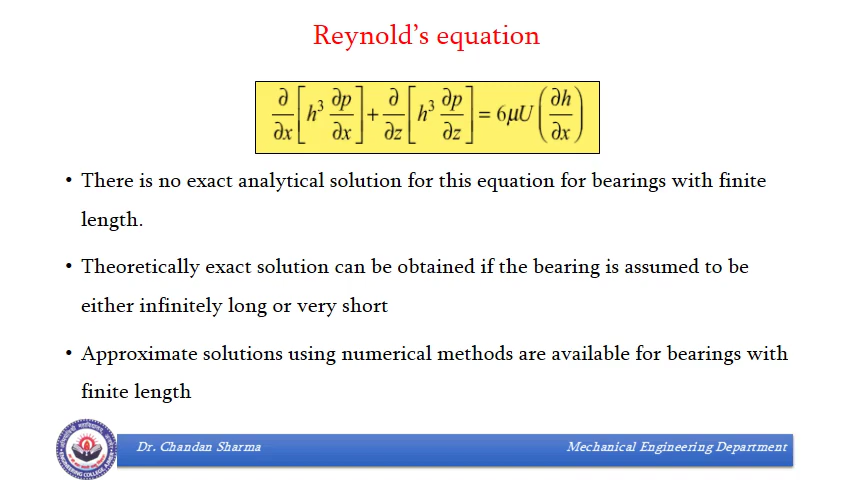 Reynold's equation
∂/∂x [h³ ∂p/∂x] + ∂/∂z [h³ ∂p/∂z] = 6μU (∂h/∂x)
• There is no exact analytical solution for this equation for bearings with finite
length.
• Theoretically exact solution can be obtained if the bearing is assumed to be
either infinitely long or very short
• Approximate solutions using numerical methods are available for bearings with
finite length
Dr. Chandan Sharma
Mechanical Engineering Department